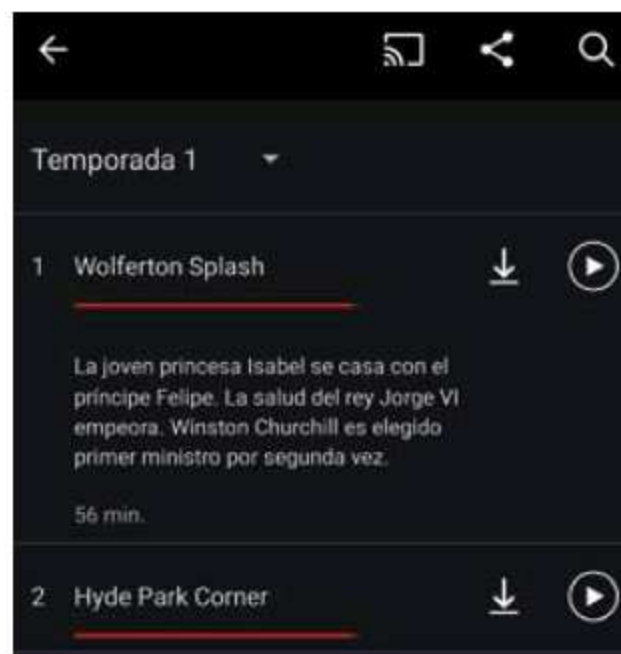 Temporada 1
1 Wolferton Splash
La joven princesa Isabel se casa con el
príncipe Felipe. La salud del rey Jorge VI
empeora. Winston Churchill es elegido
primer ministro por segunda vez.
56 min.
2 Hyde Park Corner